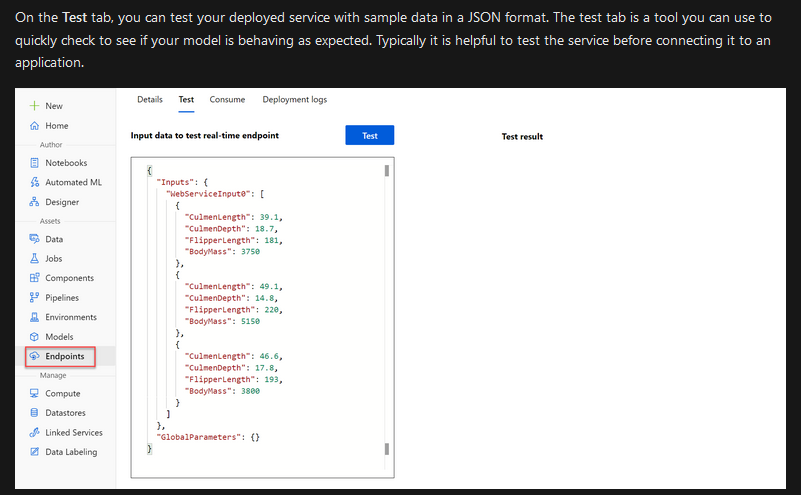 On the Test tab, you can test your deployed service with sample data in a JSON format. The test tab is a tool you can use to
quickly check to see if your model is behaving as expected. Typically it is helpful to test the service before connecting it to an
application.
New
Home
Author
Notebooks
Automated ML
Designer
Assets
Data
Jobs
Components
Pipelines
Environments
Models
Endpoints
Manage
Compute
Datastores
Linked Services
Data Labeling
Details Test Consume Deployment logs
Input data to test real-time endpoint Test Test result
{
"Inputs": {
"WebServiceInput0": [
{
"CulmenLength": 39.1,
"CulmenDepth": 18.7,
"FlipperLength": 181,
"BodyMass": 3750
},
{
"CulmenLength": 49.1,
"CulmenDepth": 14.8,
"FlipperLength": 220,
"BodyMass": 5150
},
{
"CulmenLength": 46.6,
"CulmenDepth": 17.8,
"FlipperLength": 193,
"BodyMass": 3800
}
]
},
"GlobalParameters": {}
}